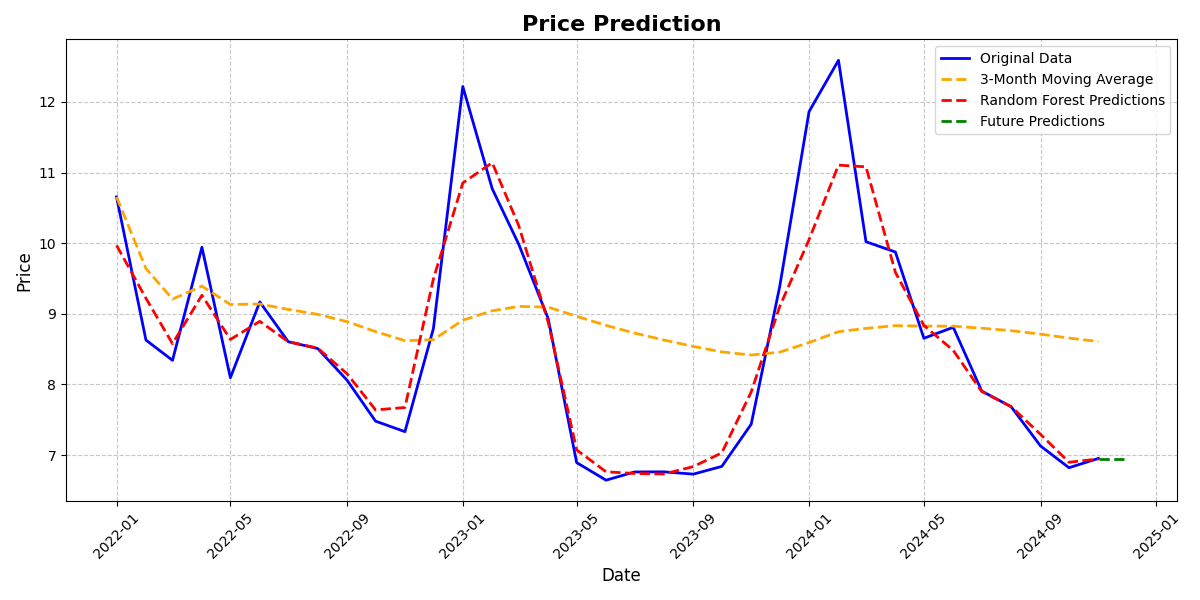 Price Prediction
Original Data
3-Month Moving Average
Random Forest Predictions
Future Predictions
Price
12
11
10
9
8
7
2022-01
2022-05
2022-09
2023-01
2023-05
2023-09
2024-01
2024-05
2024-09
2025-01
Date